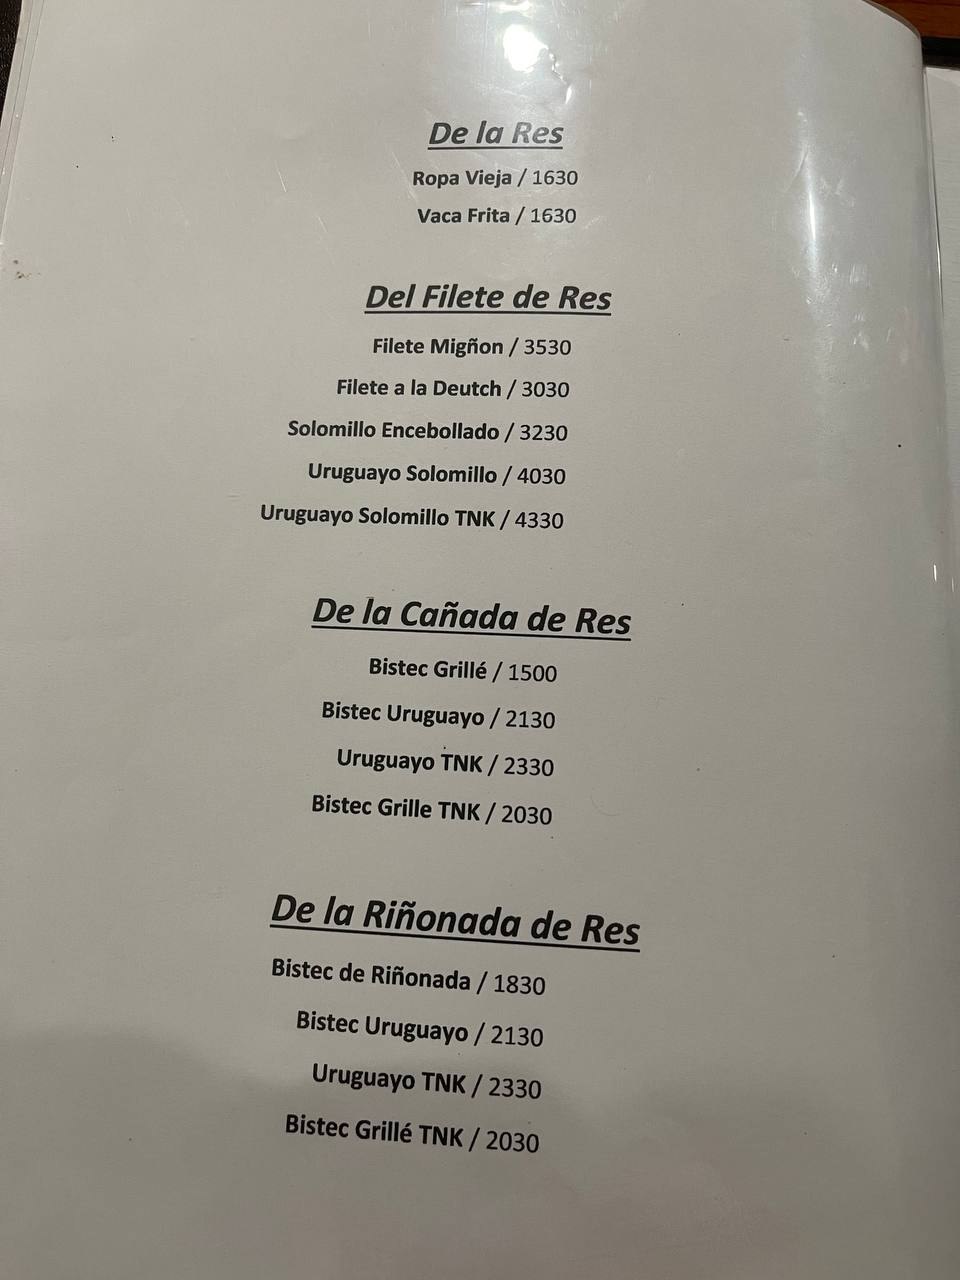 De la Res
Ropa Vieja / 1630
Vaca Frita / 1630
Del Filete de Res
Filete Migñon / 3530
Filete a la Deutch / 3030
Solomillo Encebollado / 3230
Uruguayo Solomillo / 4030
Uruguayo Solomillo TNK / 4330
De la Cañada de Res
Bistec Grillé / 1500
Bistec Uruguayo / 2130
Uruguayo TNK / 2330
Bistec Grille TNK / 2030
De la Riñonada de Res
Bistec de Riñonada / 1830
Bistec Uruguayo / 2130
Uruguayo TNK / 2330
Bistec Grillé TNK / 2030